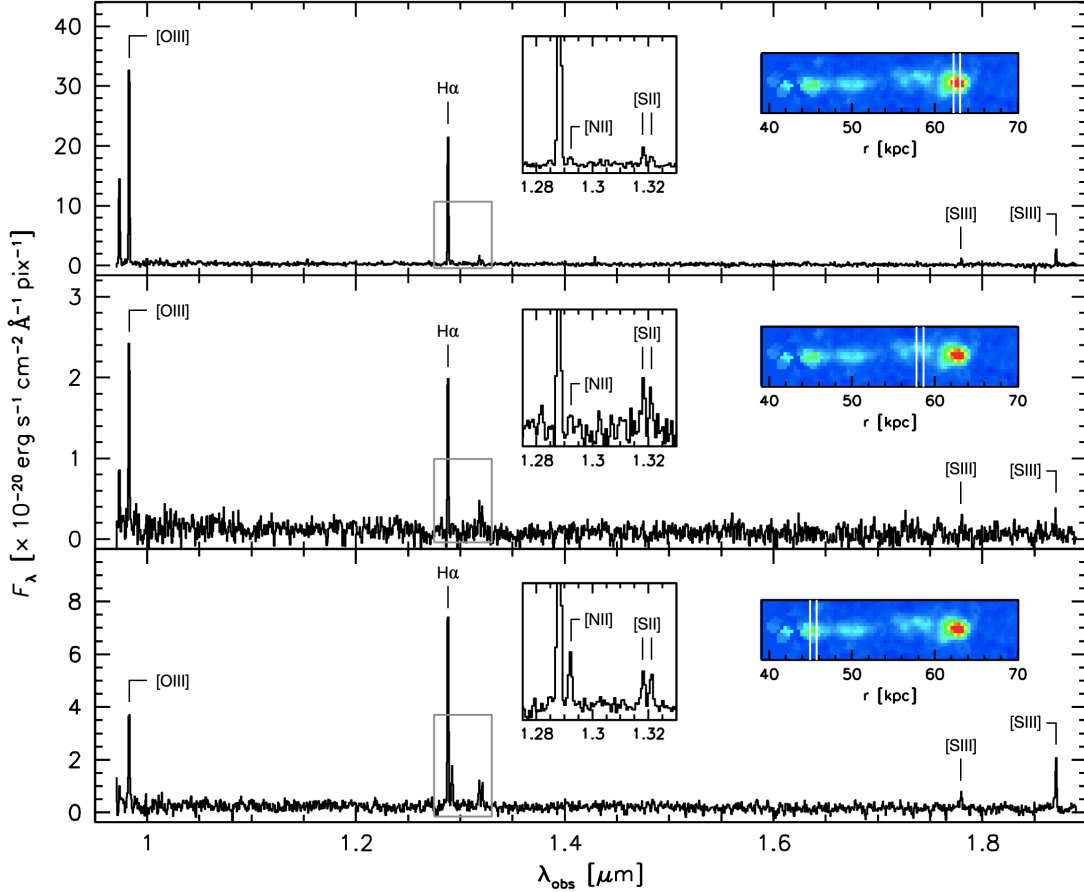 40
[OIII]
30
Hα
[SII]
[NII]
20
1.28 1.3 1.32
40 50 60 70
r [kpc]
10
[SIII]
[SIII]
0
3
[OIII]
Hα
[SII]
[NII]
2
1.28 1.3 1.32
40 50 60 70
r [kpc]
1
[SIII]
[SIII]
0
Hα
8
[NII]
[SII]
6
[OIII]
1.28 1.3 1.32
40 50 60 70
r [kpc]
4
[SIII]
[SIII]
2
0
1 1.2 1.4 1.6 1.8
λobs [μm]
Fλ [× 10⁻²⁰ erg s⁻¹ cm⁻² Å⁻¹ pix⁻¹]